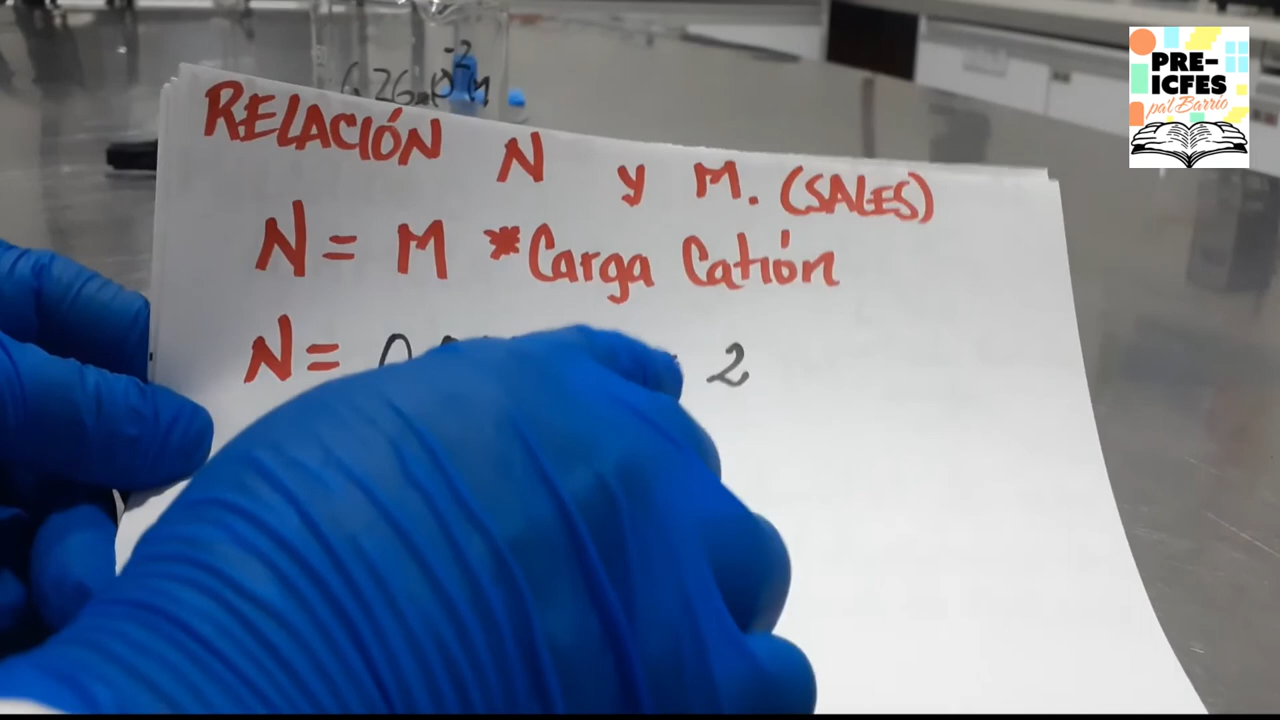 RELACIÓN N y M. (SALES)
N = M * Carga Catión
N = 2
PRE-
ICFES
pa'l Barrio